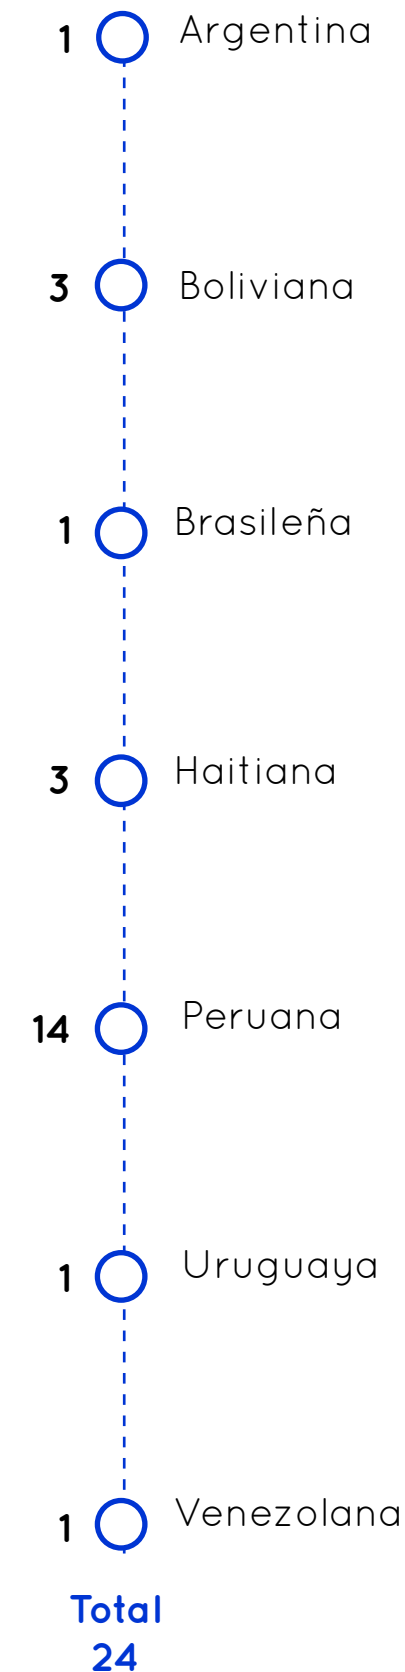 1 Argentina
3 Boliviana
1 Brasileña
3 Haitiana
14 Peruana
1 Uruguaya
1 Venezolana
Total
24